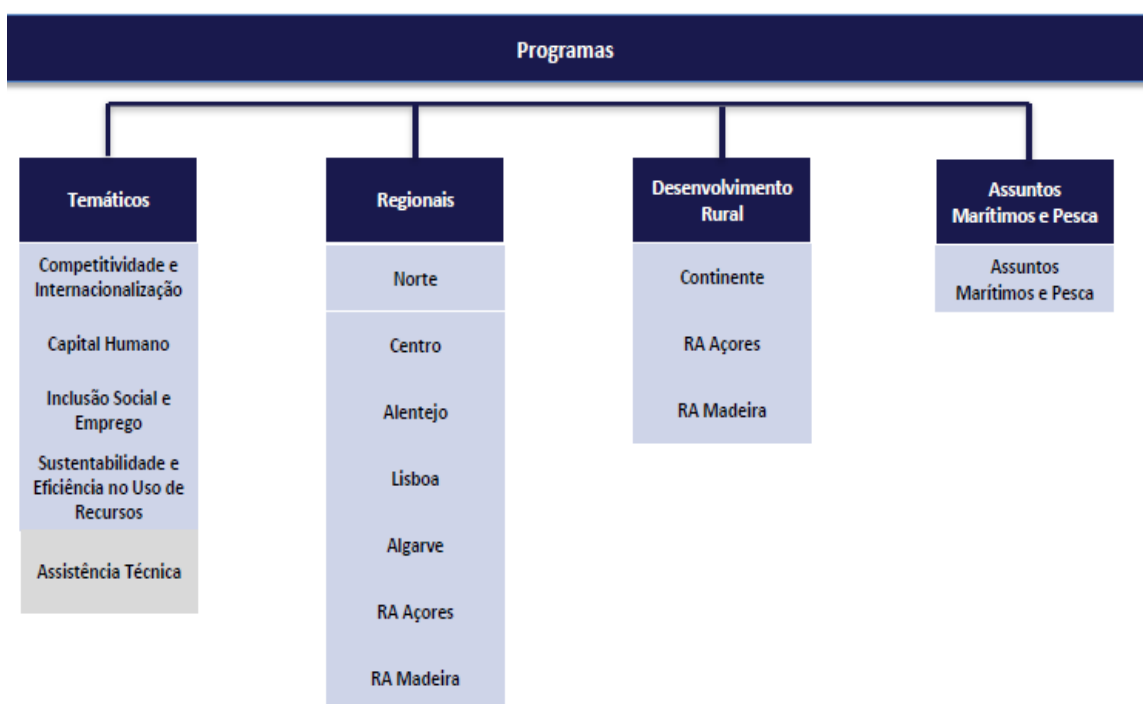 Programas
Temáticos
Competitividade e
Internacionalização
Capital Humano
Inclusão Social e
Emprego
Sustentabilidade e
Eficiência no Uso de
Recursos
Assistência Técnica
Regionais
Norte
Centro
Alentejo
Lisboa
Algarve
RA Açores
RA Madeira
Desenvolvimento
Rural
Continente
RA Açores
RA Madeira
Assuntos
Marítimos e Pesca
Assuntos
Marítimos e Pesca